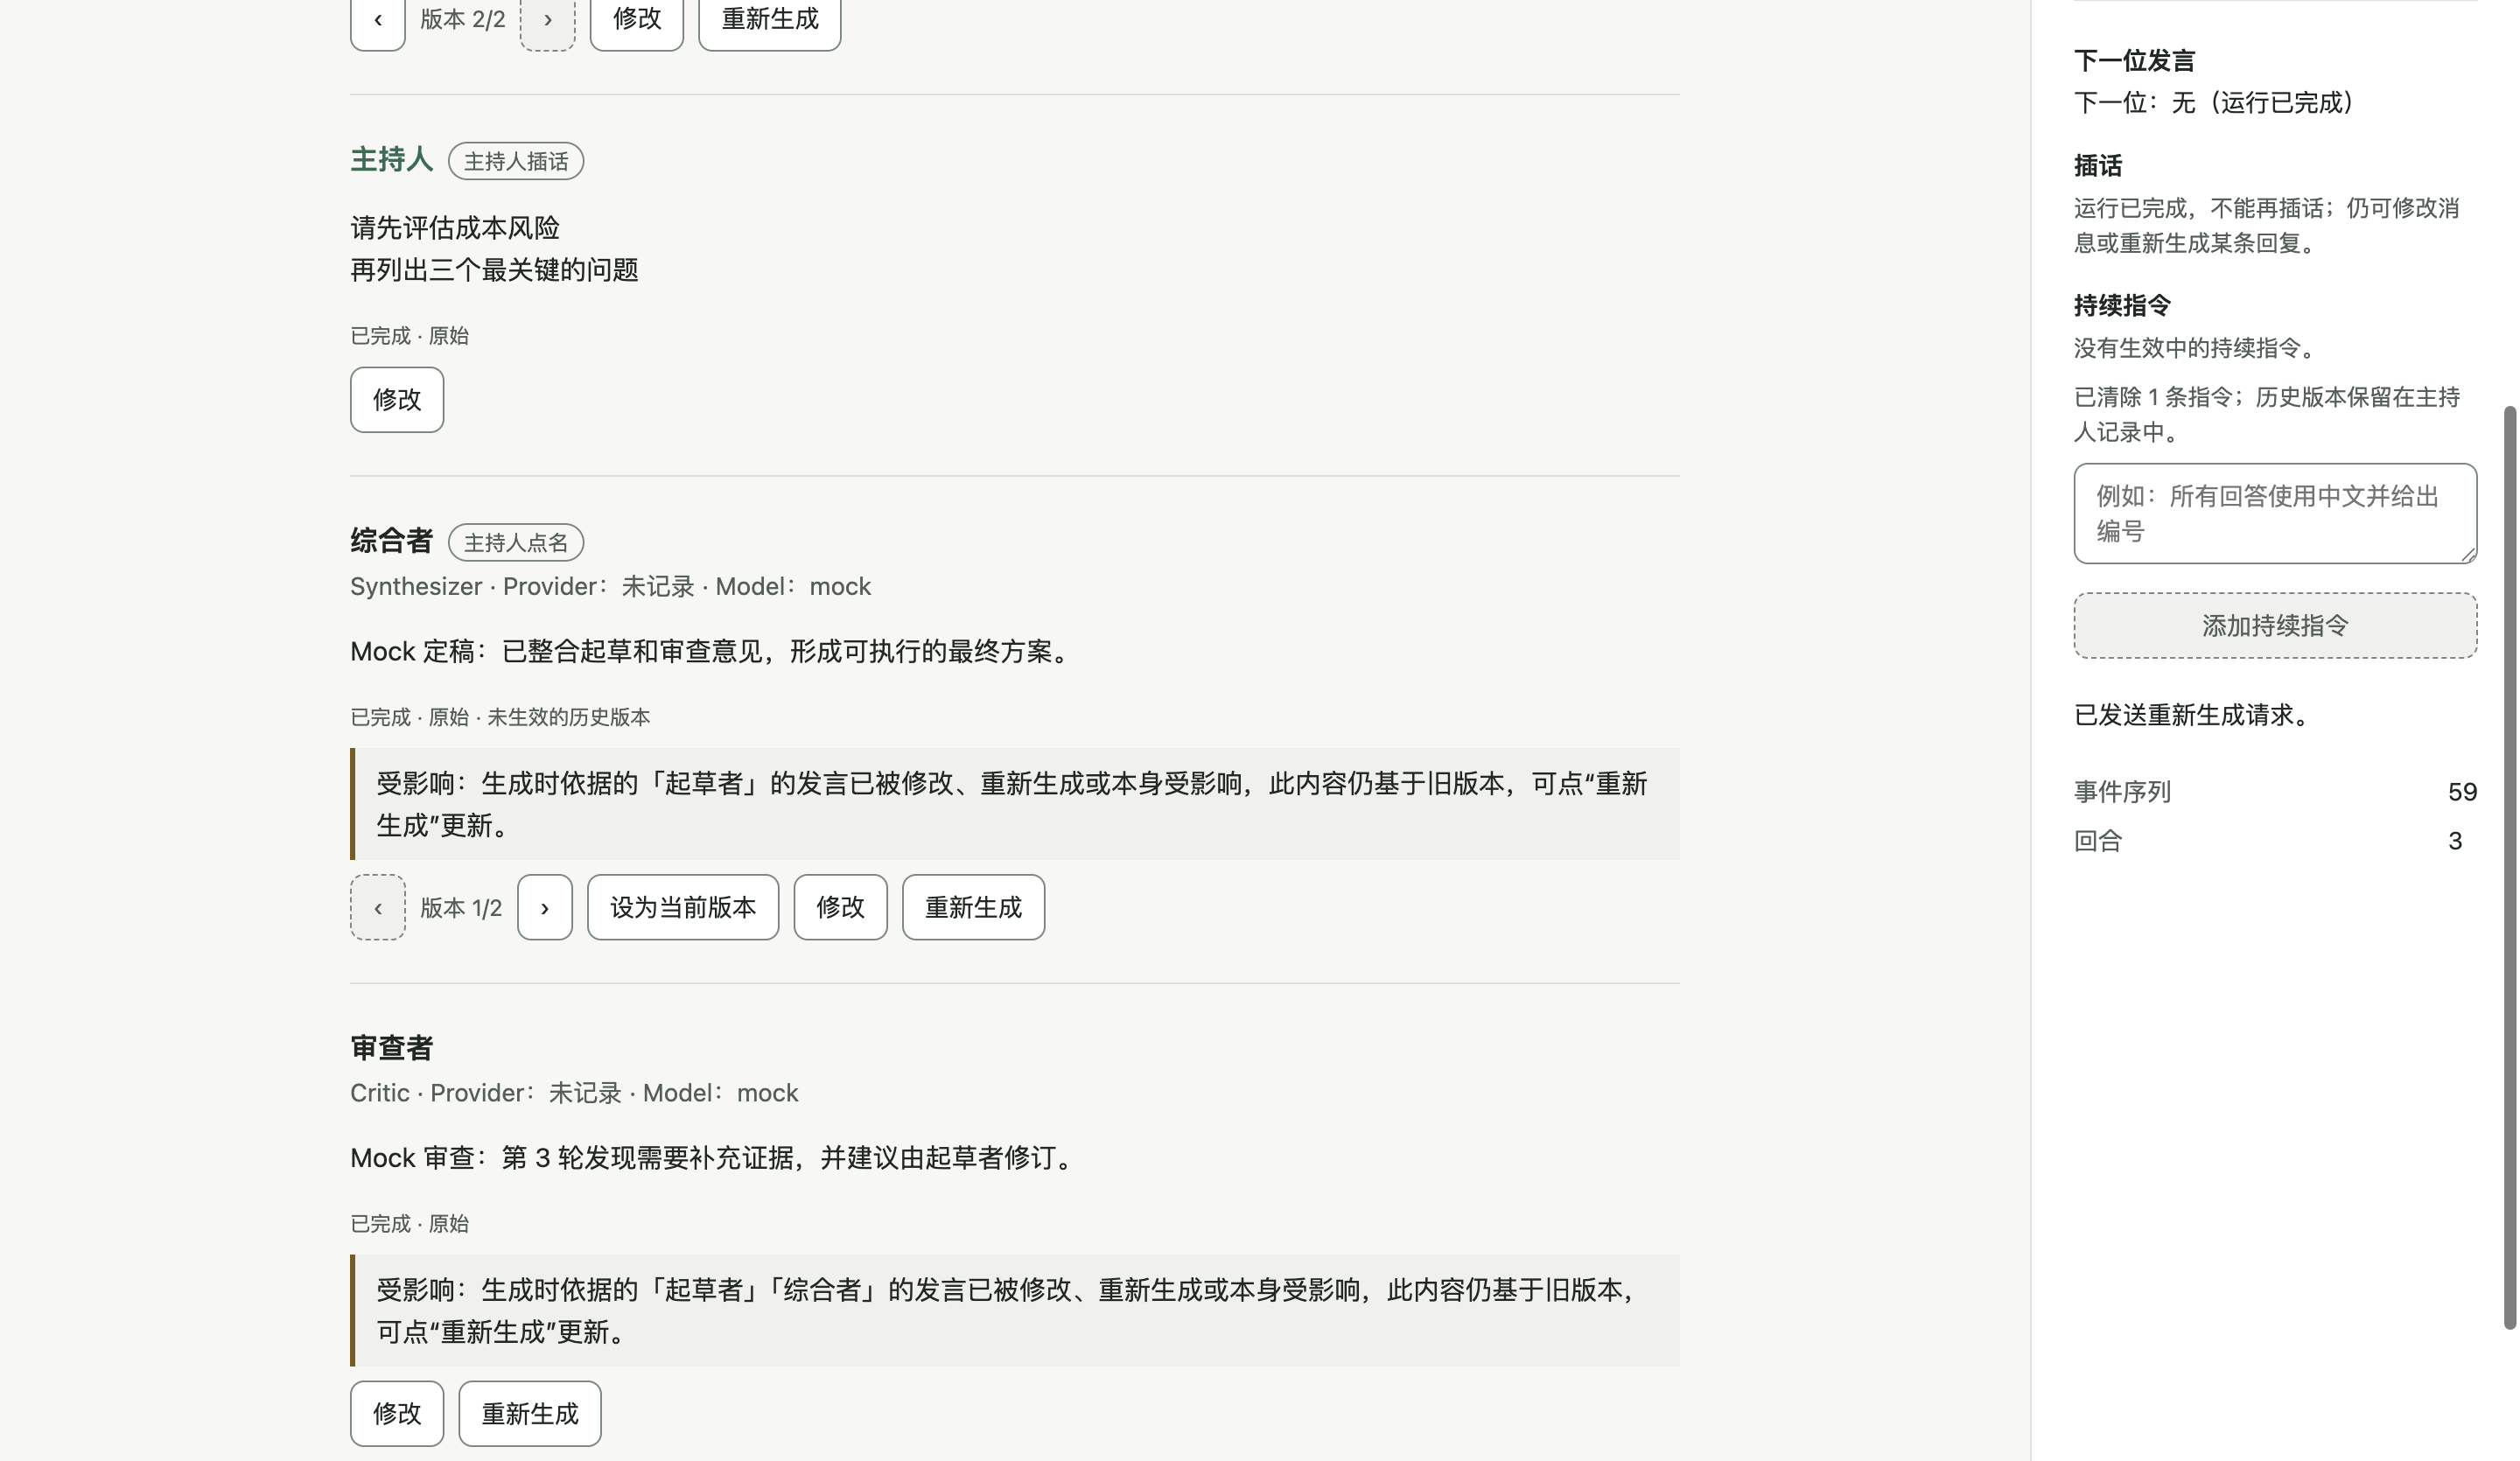 ‹ 版本 2/2 › 修改 重新生成
主持人 主持人插话
请先评估成本风险
再列出三个最关键的问题
已完成 · 原始
修改
综合者 主持人点名
Synthesizer · Provider：未记录 · Model：mock
Mock 定稿：已整合起草和审查意见，形成可执行的最终方案。
已完成 · 原始 · 未生效的历史版本
受影响：生成时依据的「起草者」的发言已被修改、重新生成或本身受影响，此内容仍基于旧版本，可点“重新
生成”更新。
‹ 版本 1/2 › 设为当前版本 修改 重新生成
审查者
Critic · Provider：未记录 · Model：mock
Mock 审查：第 3 轮发现需要补充证据，并建议由起草者修订。
已完成 · 原始
受影响：生成时依据的「起草者」「综合者」的发言已被修改、重新生成或本身受影响，此内容仍基于旧版本，
可点“重新生成”更新。
修改 重新生成
下一位发言
下一位：无（运行已完成）
插话
运行已完成，不能再插话；仍可修改消
息或重新生成某条回复。
持续指令
没有生效中的持续指令。
已清除 1 条指令；历史版本保留在主持
人记录中。
例如：所有回答使用中文并给出
编号
添加持续指令
已发送重新生成请求。
事件序列 59
回合 3